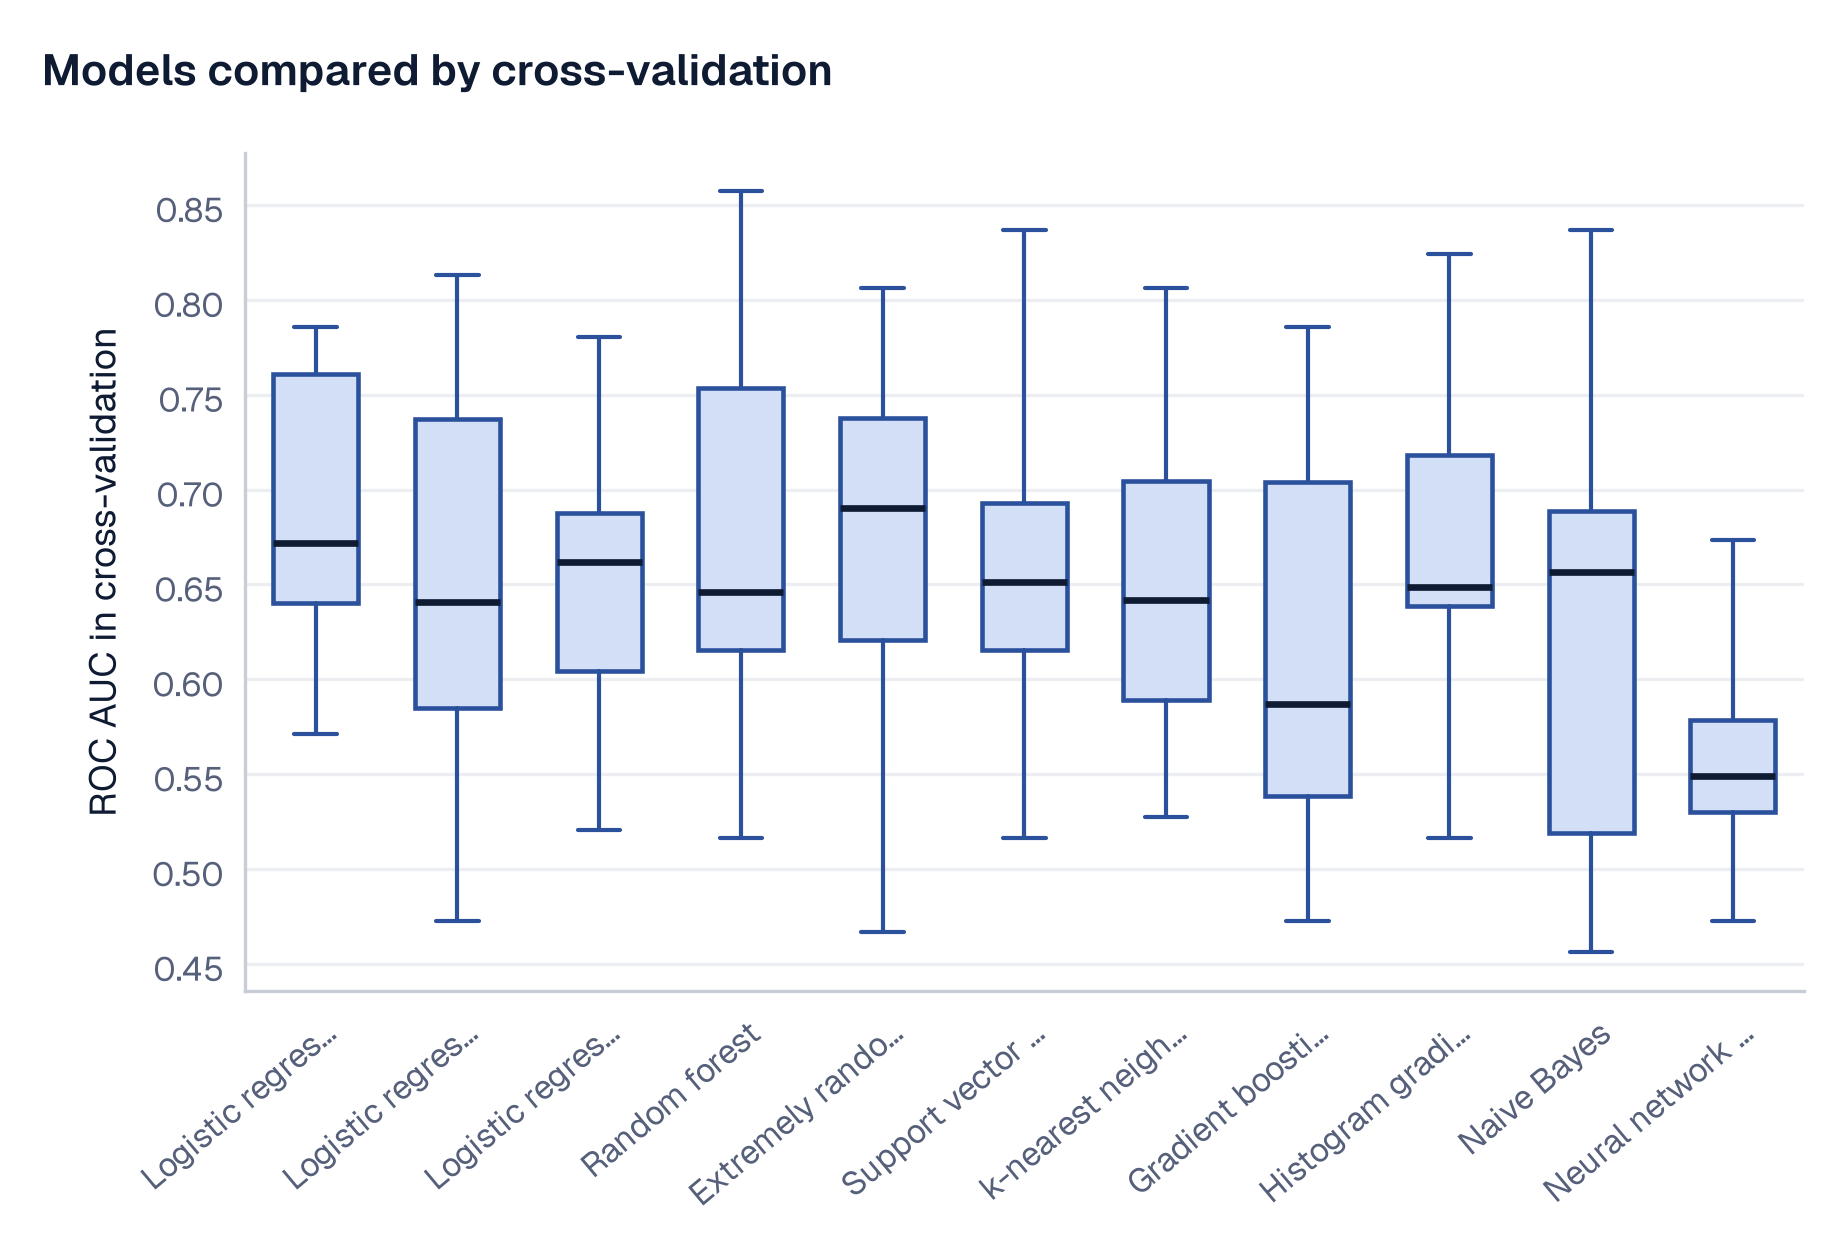 Models compared by cross-validation
ROC AUC in cross-validation
0.85
0.80
0.75
0.70
0.65
0.60
0.55
0.50
0.45
Logistic regres...
Logistic regres...
Logistic regres...
Random forest
Extremely rando...
Support vector ...
k-nearest neigh...
Gradient boosti...
Histogram gradi...
Naive Bayes
Neural network ...